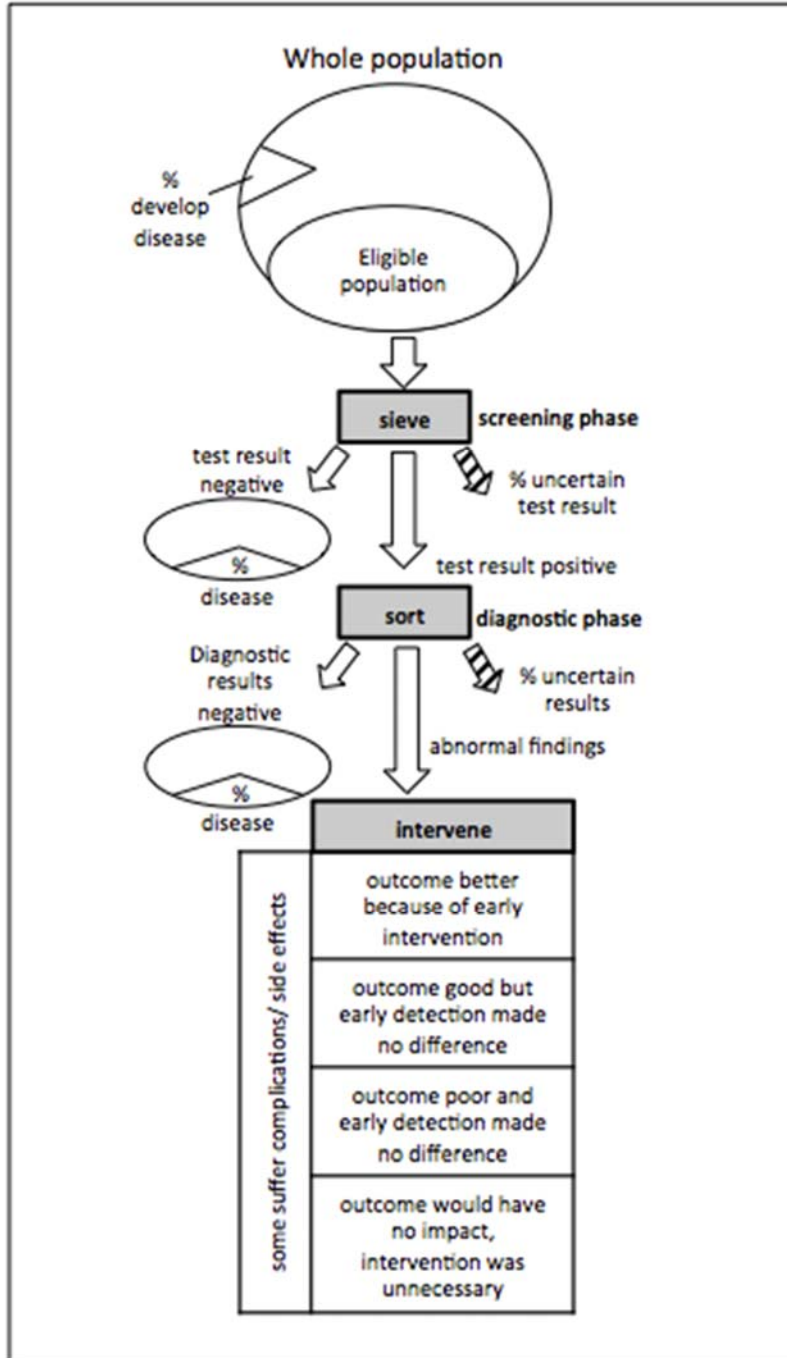 Whole population
%
develop
disease
Eligible
population
sieve
screening phase
test result
negative
% uncertain
test result
%
disease
test result positive
sort
diagnostic phase
Diagnostic
results
negative
% uncertain
results
%
disease
abnormal findings
intervene
some suffer complications/ side effects
outcome better
because of early
intervention
outcome good but
early detection made
no difference
outcome poor and
early detection made
no difference
outcome would have
no impact,
intervention was
unnecessary